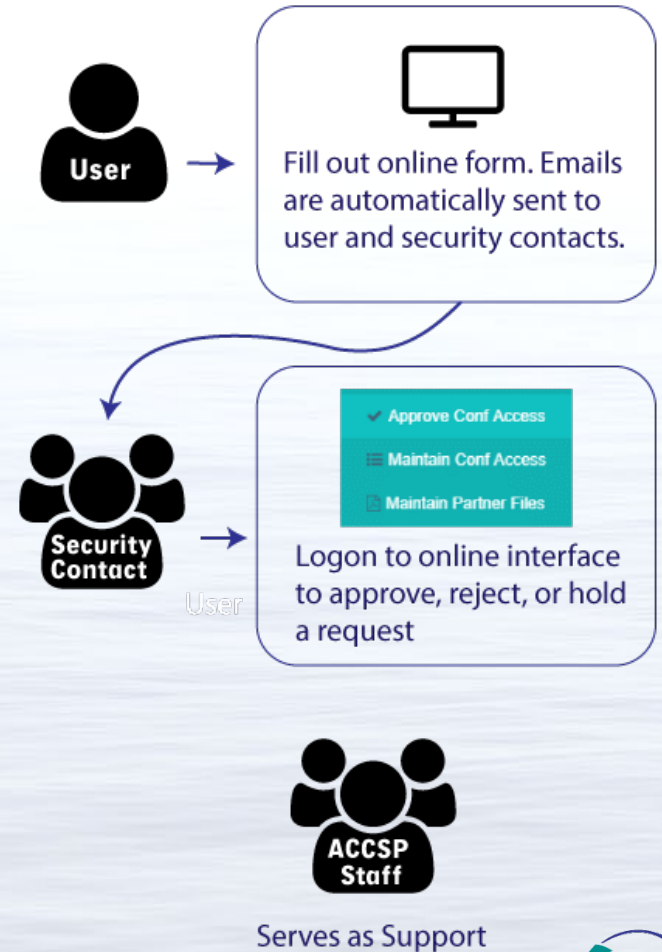 User
Fill out online form. Emails
are automatically sent to
user and security contacts.
Approve Conf Access
Maintain Conf Access
Maintain Partner Files
Security
Contact
User
Logon to online interface
to approve, reject, or hold
a request
ACCSP
Staff
Serves as Support